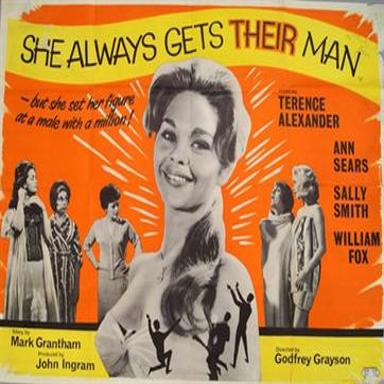 SHE ALWAYS GETS THEIR MAN
—but she set her figure
at a male with a million!
TERENCE
ALEXANDER
ANN
SEARS
SALLY
SMITH
WILLIAM
FOX
Story by
Mark Grantham
Produced by
John Ingram
Directed by
Godfrey Grayson